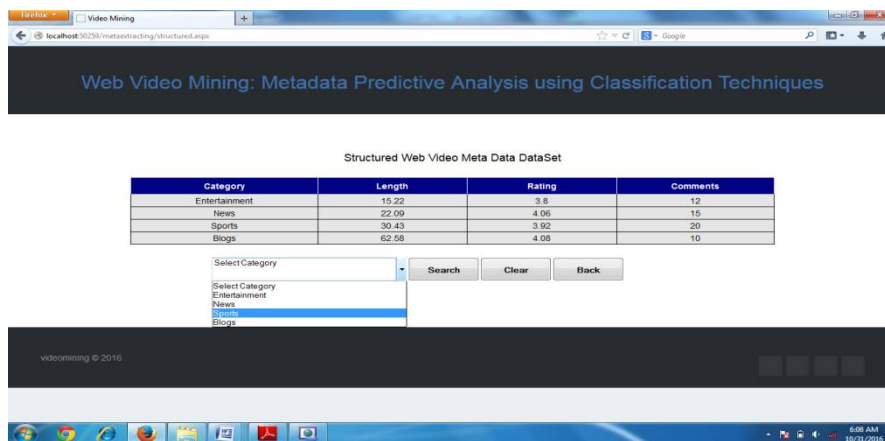 Firefox
Video Mining
localhost:50259/metaextracting/structured.aspx
Google
Web Video Mining: Metadata Predictive Analysis using Classification Techniques
Structured Web Video Meta Data DataSet
Category Length Rating Comments
Entertainment 15.22 3.8 12
News 22.09 4.06 15
Sports 30.43 3.92 20
Blogs 62.58 4.08 10
Select Category Search Clear Back
Select Category
Entertainment
News
Sports
Blogs
videomining © 2016
6:08 AM
10/31/2016